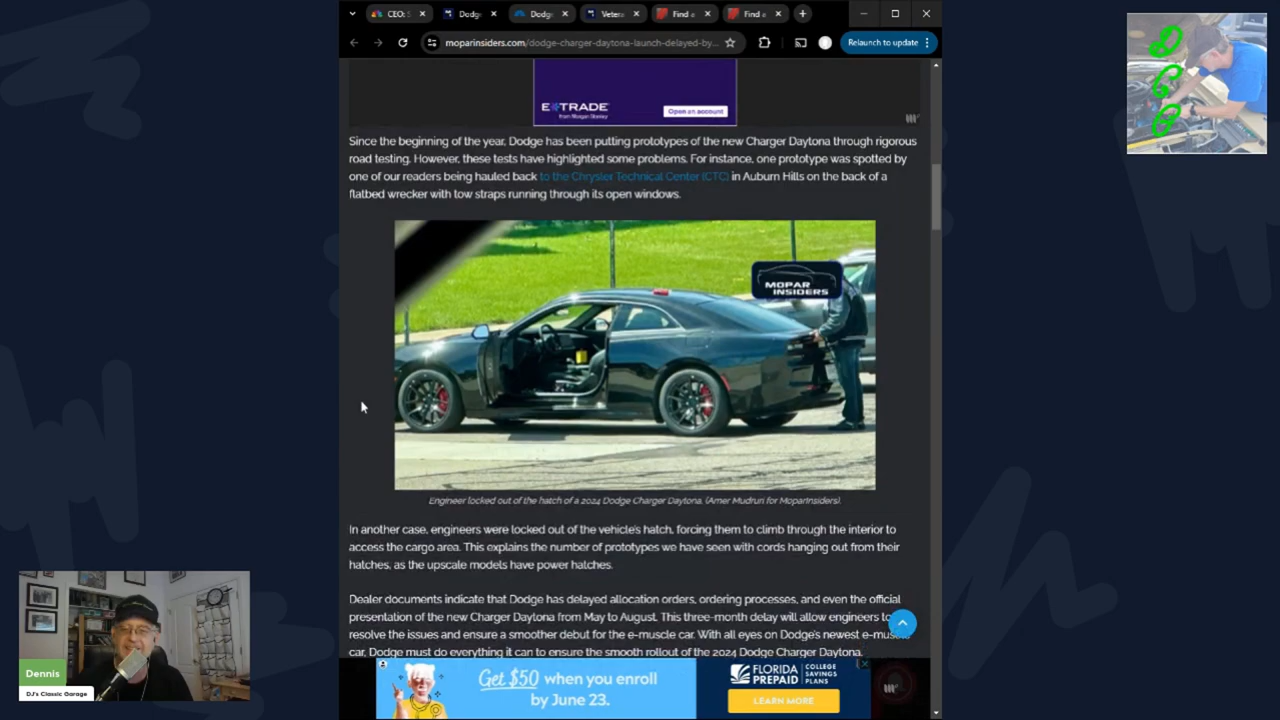 CEO: S
Dodg
Dodg
Veter
Find a
Find a
moparinsiders.com/dodge-charger-daytona-launch-delayed-by...
Relaunch to update
E*TRADE
from Morgan Stanley
Open an account
Since the beginning of the year, Dodge has been putting prototypes of the new Charger Daytona through rigorous
road testing. However, these tests have highlighted some problems. For instance, one prototype was spotted by
one of our readers being hauled back to the Chrysler Technical Center (CTC) in Auburn Hills on the back of a
flatbed wrecker with tow straps running through its open windows.
MOPAR
INSIDERS
Engineer locked out of the hatch of a 2024 Dodge Charger Daytona. (Amer Mudruri for MoparInsiders).
In another case, engineers were locked out of the vehicle's hatch, forcing them to climb through the interior to
access the cargo area. This explains the number of prototypes we have seen with cords hanging out from their
hatches, as the upscale models have power hatches.
Dealer documents indicate that Dodge has delayed allocation orders, ordering processes, and even the official
presentation of the new Charger Daytona from May to August. This three-month delay will allow engineers to
resolve the issues and ensure a smoother debut for the e-muscle car. With all eyes on Dodge's newest e-muscle
car, Dodge must do everything it can to ensure the smooth rollout of the 2024 Dodge Charger Daytona.
Get $50 when you enroll
by June 23.
FLORIDA
PREPAID
COLLEGE
SAVINGS
PLANS
LEARN MORE
Dennis
DJ's Classic Garage
D
C
G